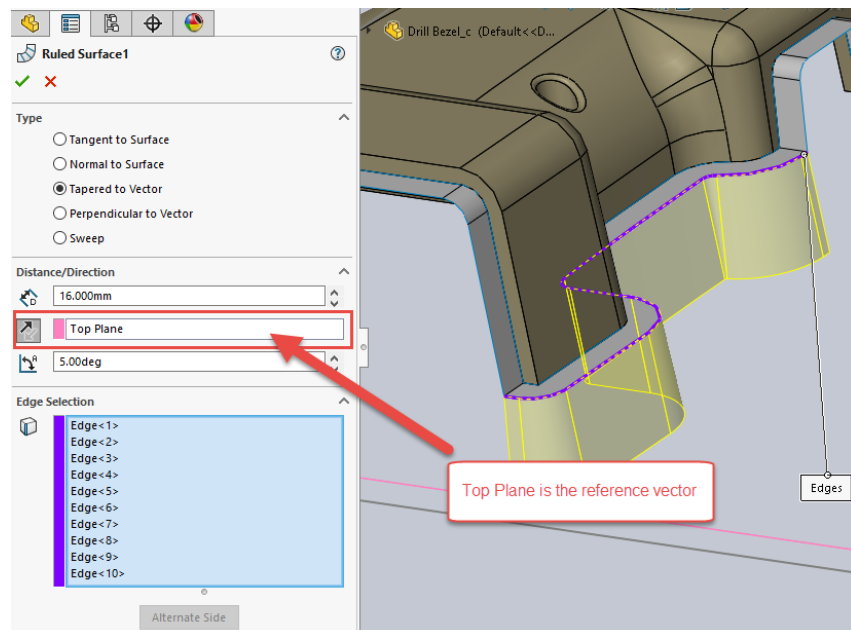 Drill Bezel_c (Default<<D...
Ruled Surface1
Type
Tangent to Surface
Normal to Surface
Tapered to Vector
Perpendicular to Vector
Sweep
Distance/Direction
D
16.000mm
Top Plane
A
5.00deg
Edge Selection
Edge<1>
Edge<2>
Edge<3>
Edge<4>
Edge<5>
Edge<6>
Edge<7>
Edge<8>
Edge<9>
Edge<10>
Alternate Side
Top Plane is the reference vector
Edges